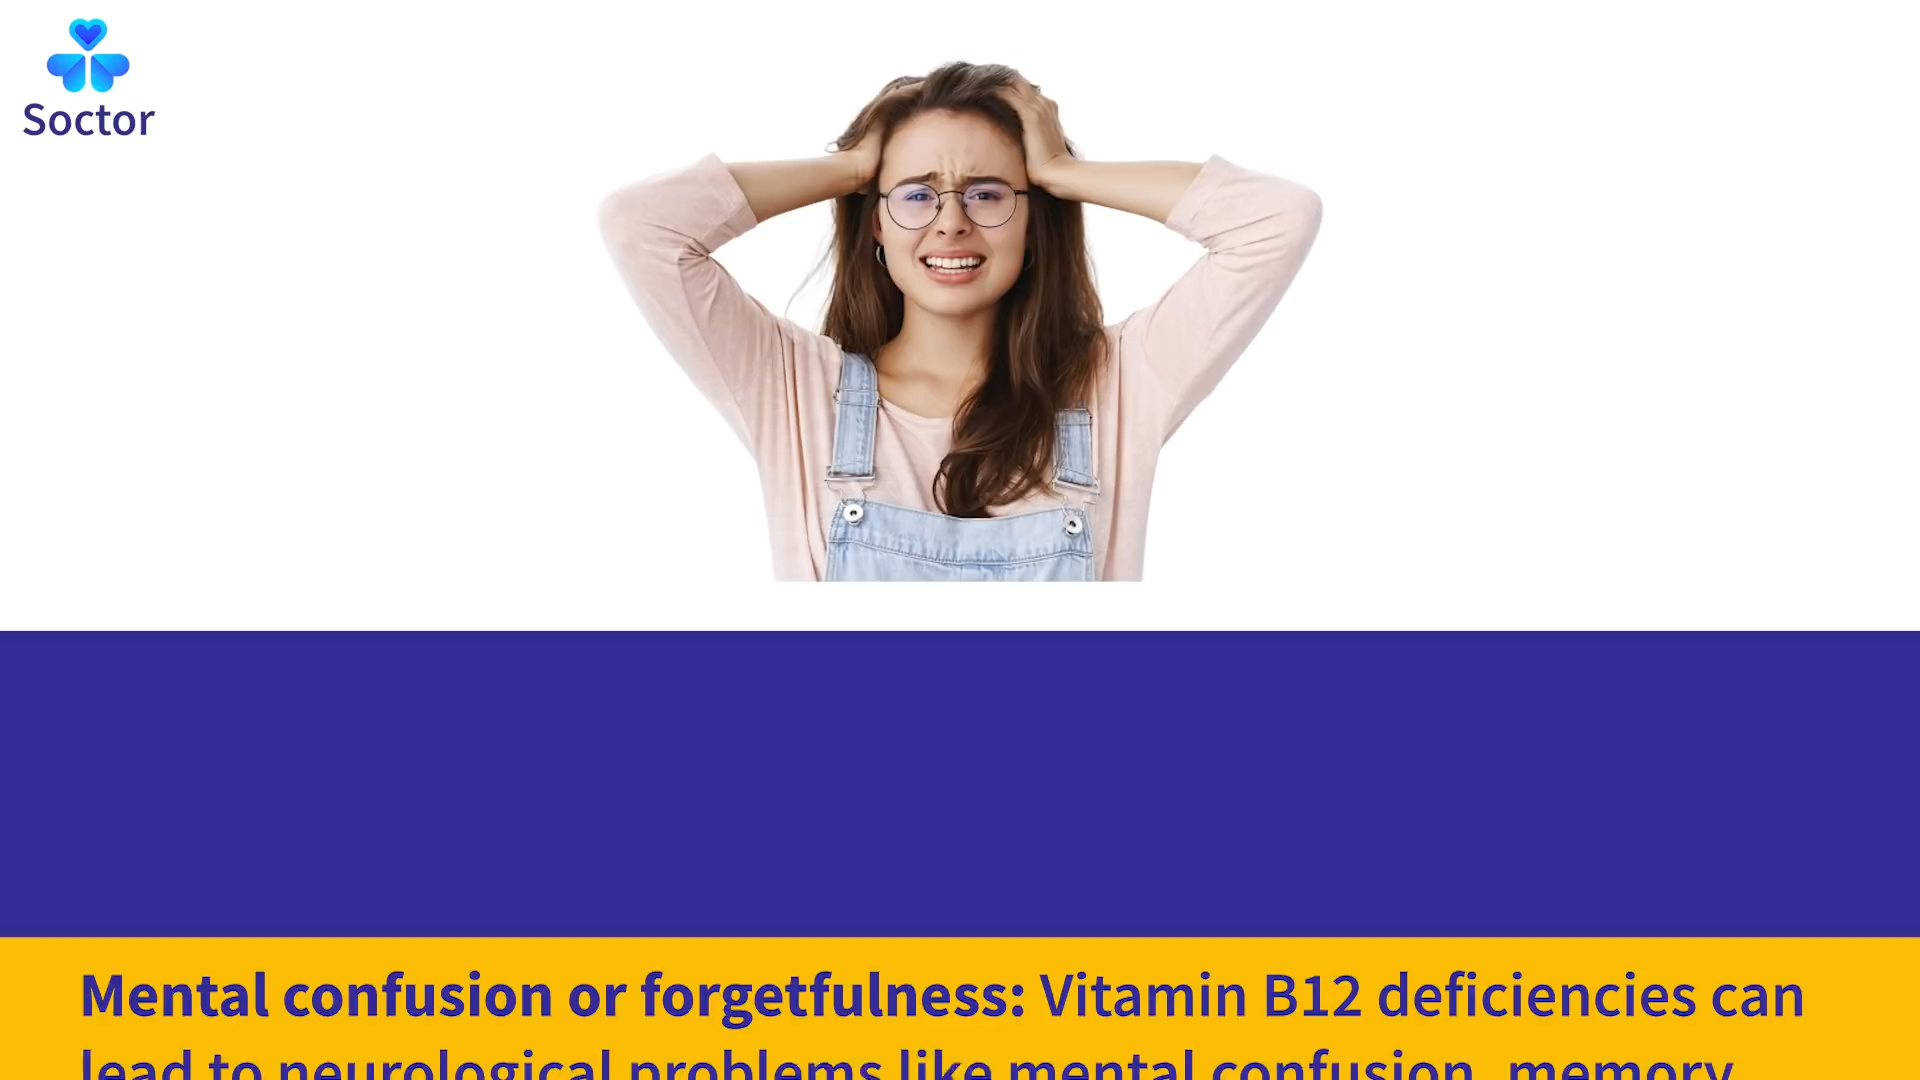 Soctor
Mental confusion or forgetfulness: Vitamin B12 deficiencies can
lead to neurological problems like mental confusion, memory